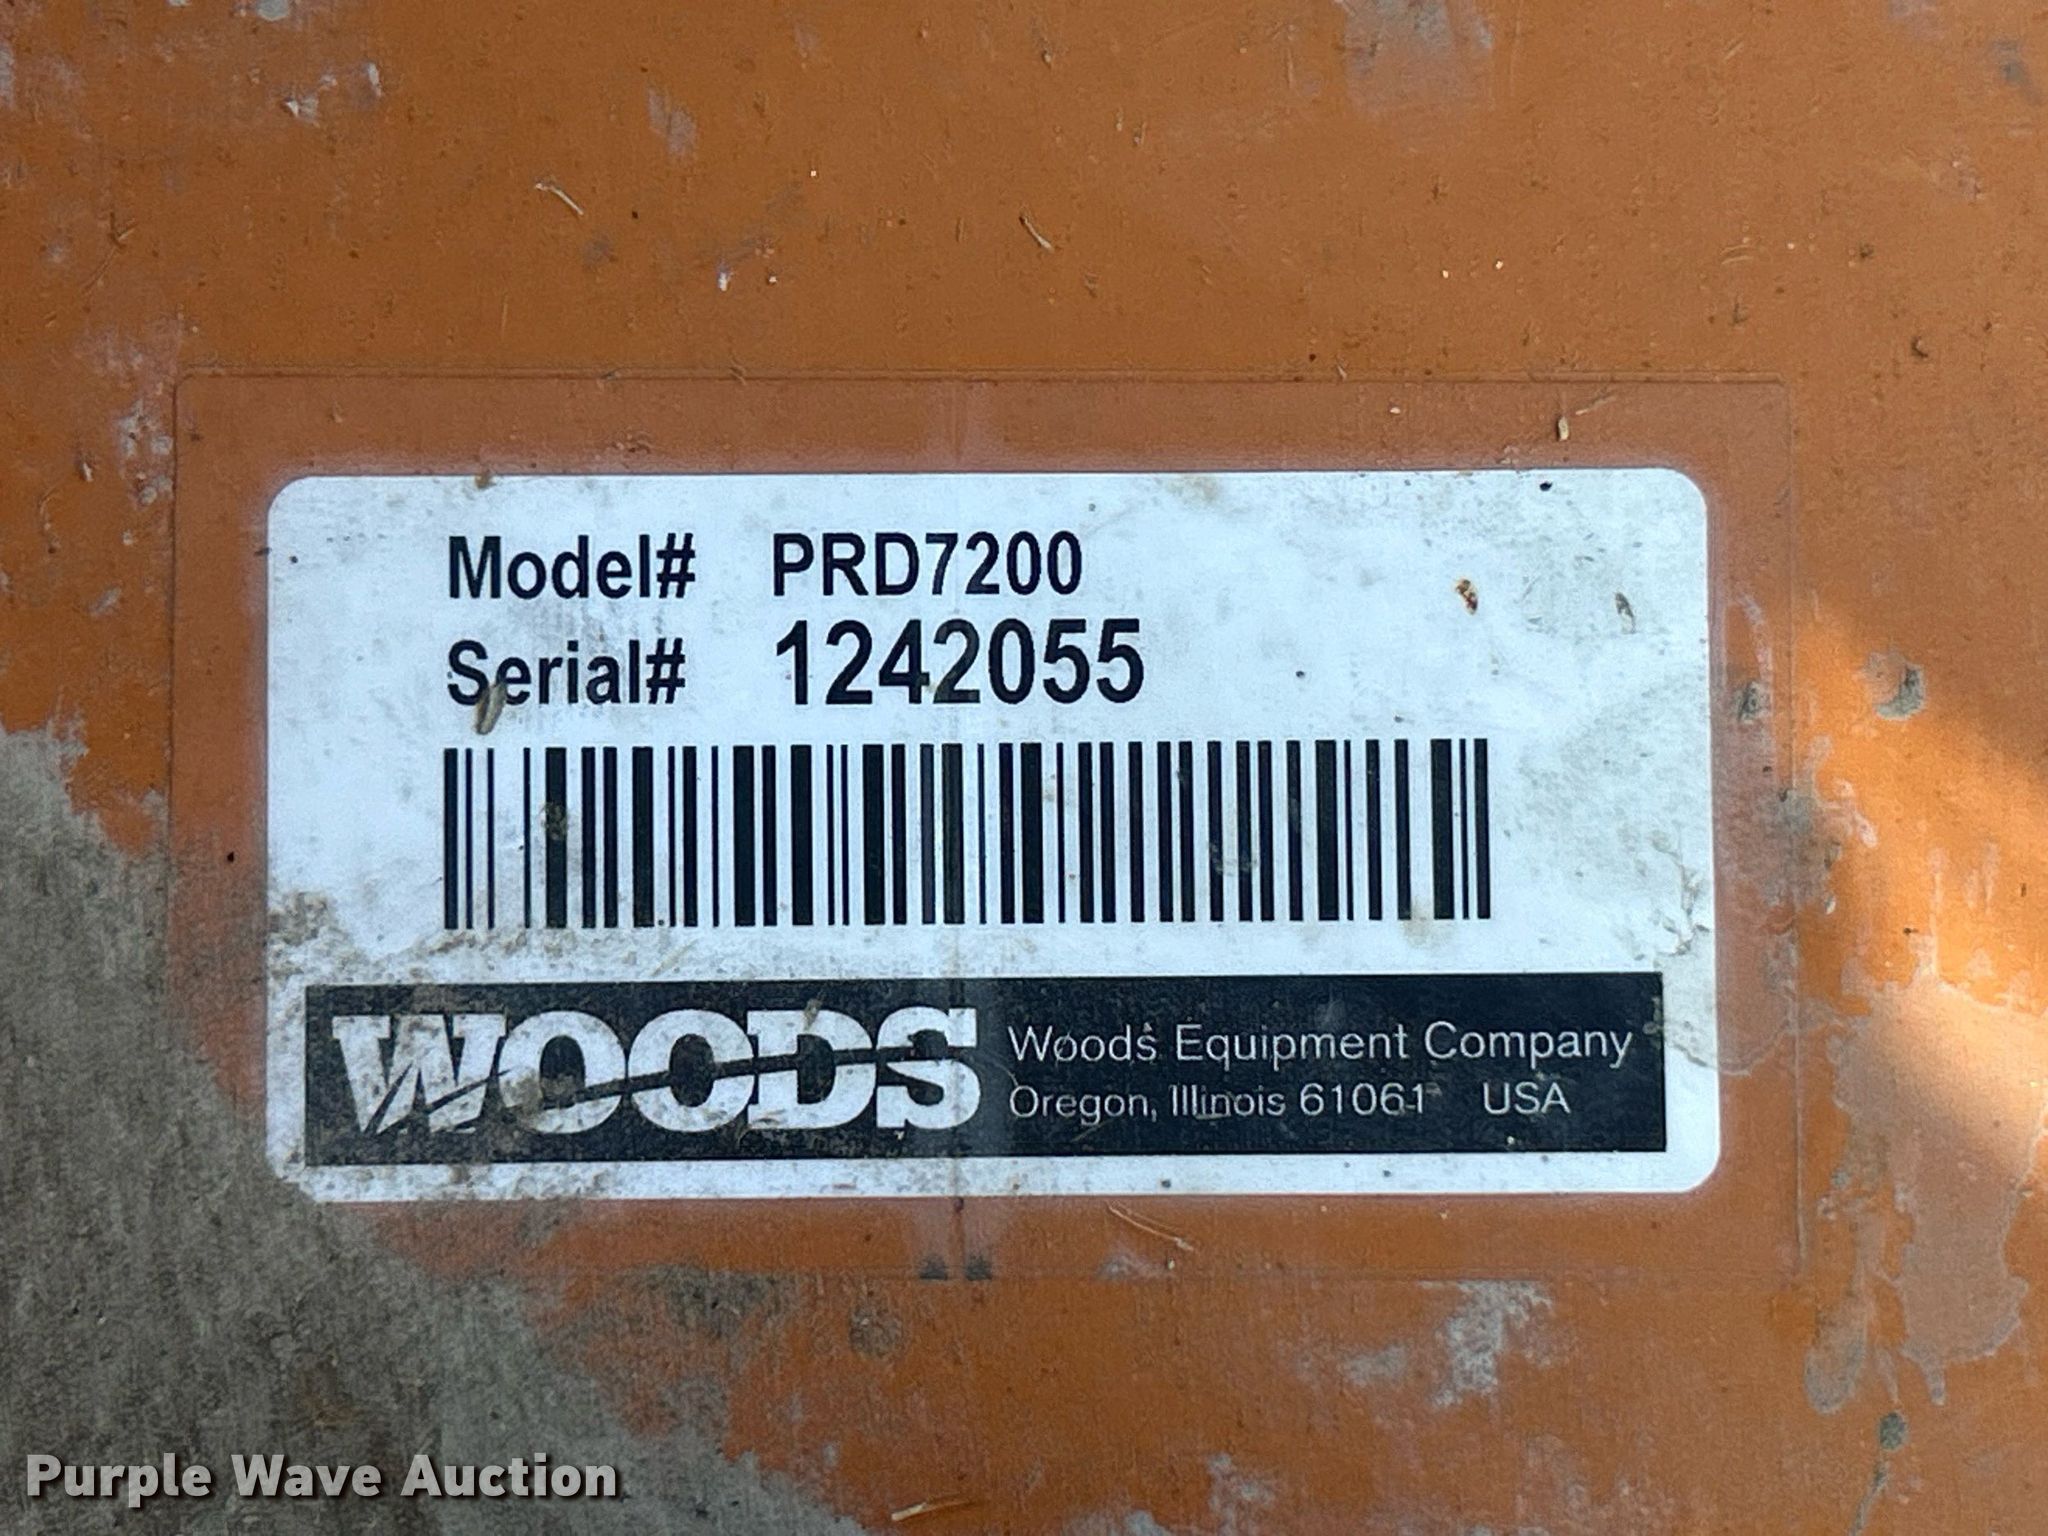 Model# PRD7200
Serial# 1242055
WOODS
Woods Equipment Company
Oregon, Illinois 61061 USA
Purple Wave Auction